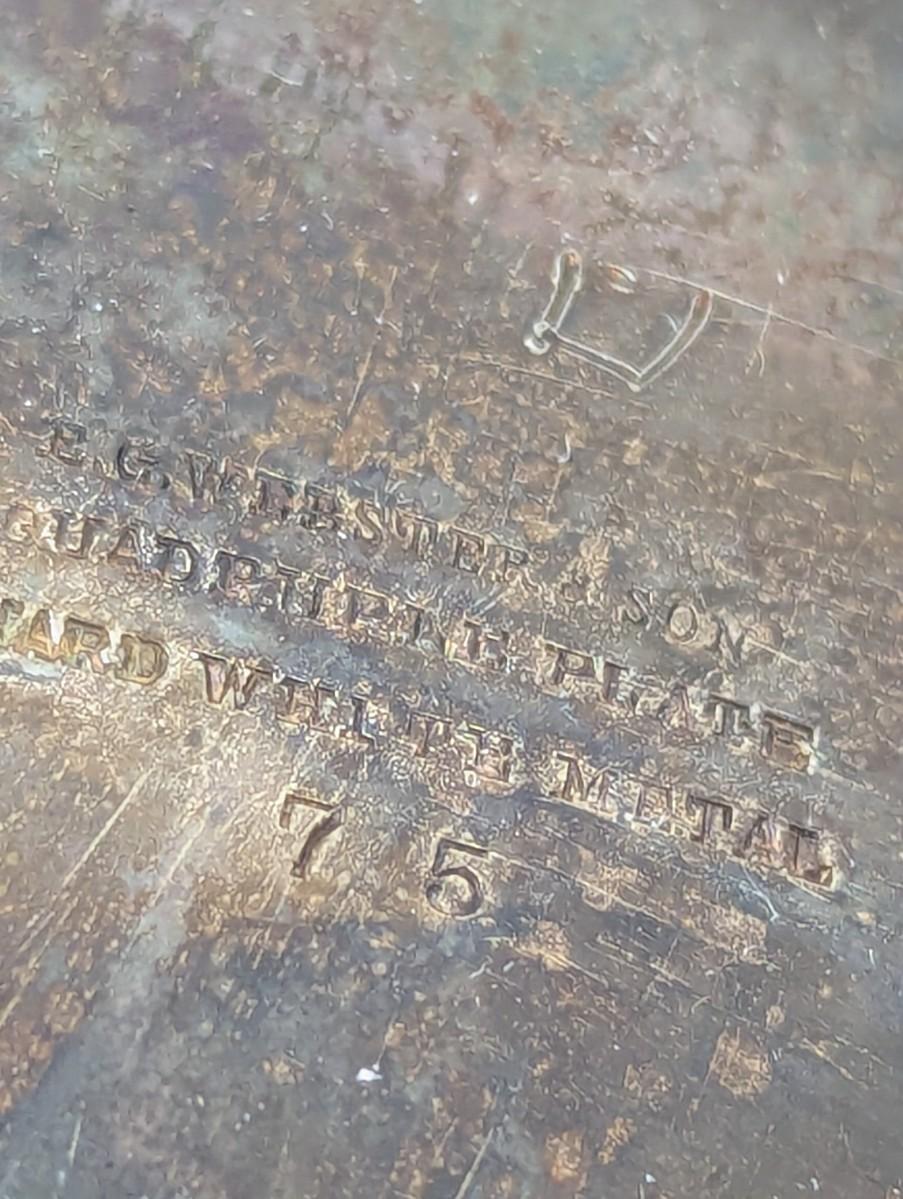 E.G. WEBSTER & SON
QUADRUPLE PLATE
HARD WHITE METAL
75